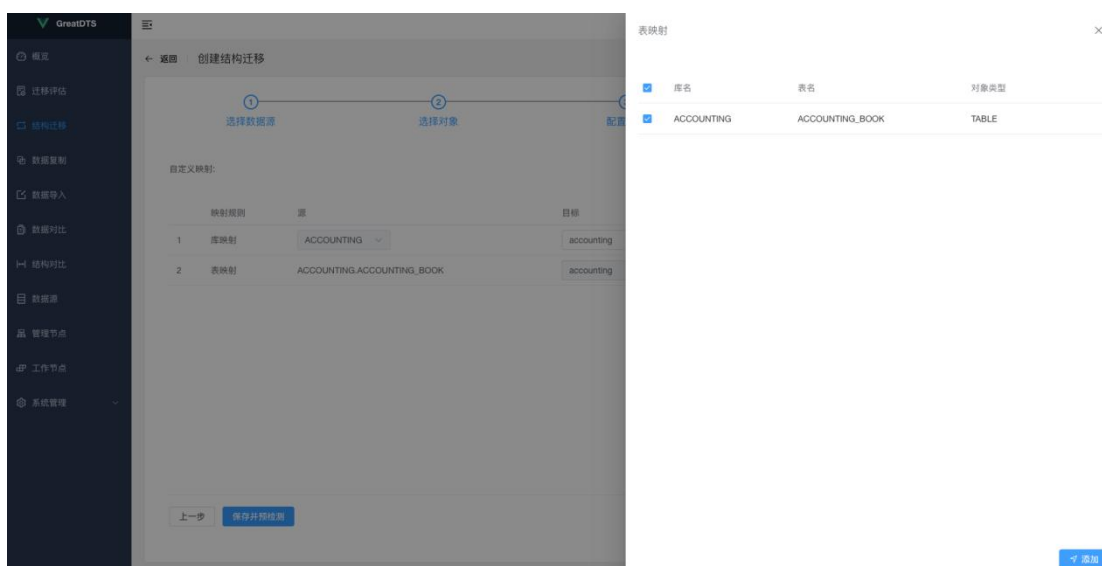 GreatDTS
概览
迁移评估
结构迁移
数据复制
数据导入
数据对比
结构对比
数据源
管理节点
工作节点
系统管理
← 返回 创建结构迁移
1 2
选择数据源 选择对象 配置
自定义映射:
映射规则 源 目标
1 库映射 ACCOUNTING accounting
2 表映射 ACCOUNTING.ACCOUNTING_BOOK accounting
上一步 保存并预检测
表映射
库名 表名 对象类型
ACCOUNTING ACCOUNTING_BOOK TABLE
添加